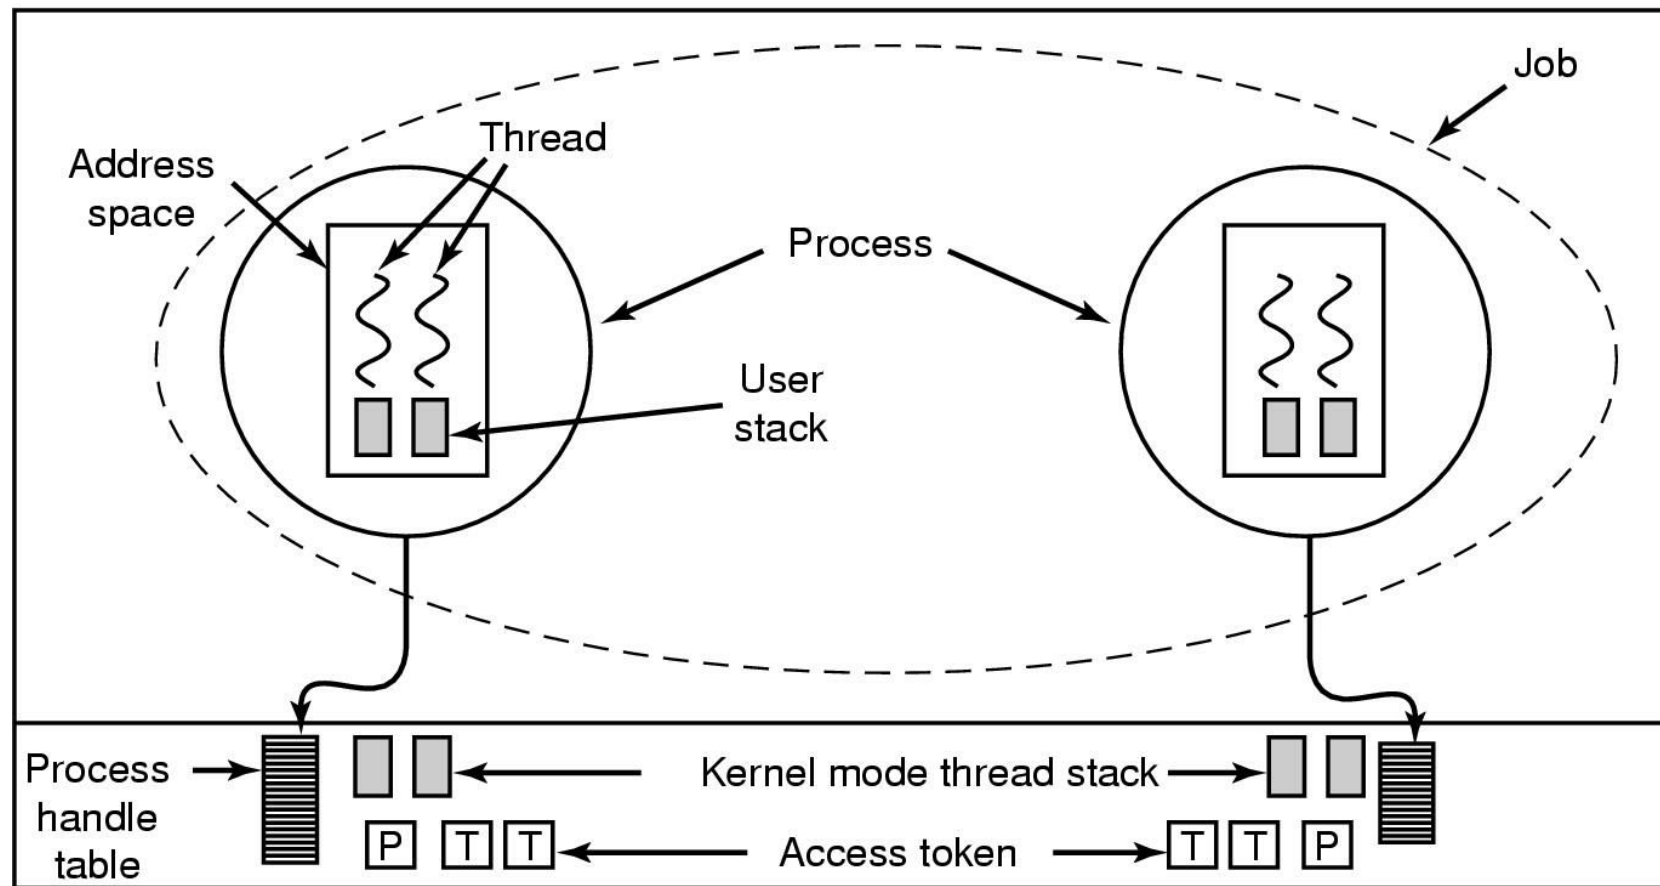 Job
Thread
Address
space
Process
User
stack
Process
handle
table
Kernel mode thread stack
P T T
Access token
T T P